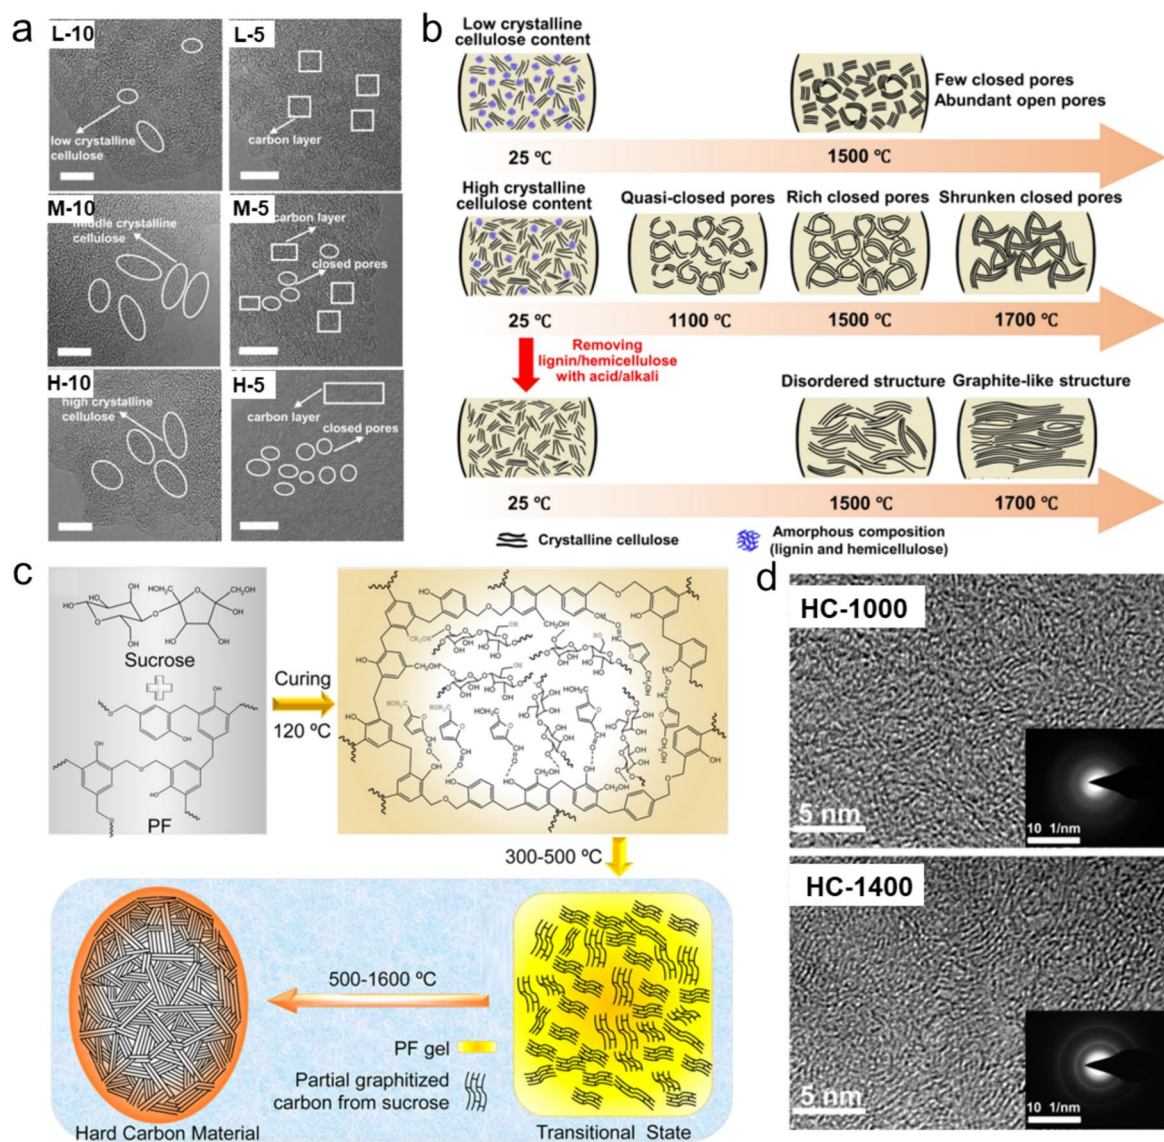 a
L-10
low crystalline
cellulose
L-5
carbon layer
M-10
middle crystalline
cellulose
M-5
carbon layer
closed pores
H-10
high crystalline
cellulose
H-5
carbon layer
closed pores
b
Low crystalline
cellulose content
Few closed pores
Abundant open pores
25 ℃
1500 ℃
High crystalline
cellulose content
Quasi-closed pores
Rich closed pores
Shrunken closed pores
25 ℃
1100 ℃
1500 ℃
1700 ℃
Removing
lignin/hemicellulose
with acid/alkali
Disordered structure
Graphite-like structure
25 ℃
1500 ℃
1700 ℃
Crystalline cellulose
Amorphous composition
(lignin and hemicellulose)
c
Sucrose
PF
Curing
120 ºC
300-500 ºC
500-1600 ºC
PF gel
Partial graphitized
carbon from sucrose
Hard Carbon Material
Transitional State
d
HC-1000
5 nm
10 1/nm
HC-1400
5 nm
10 1/nm